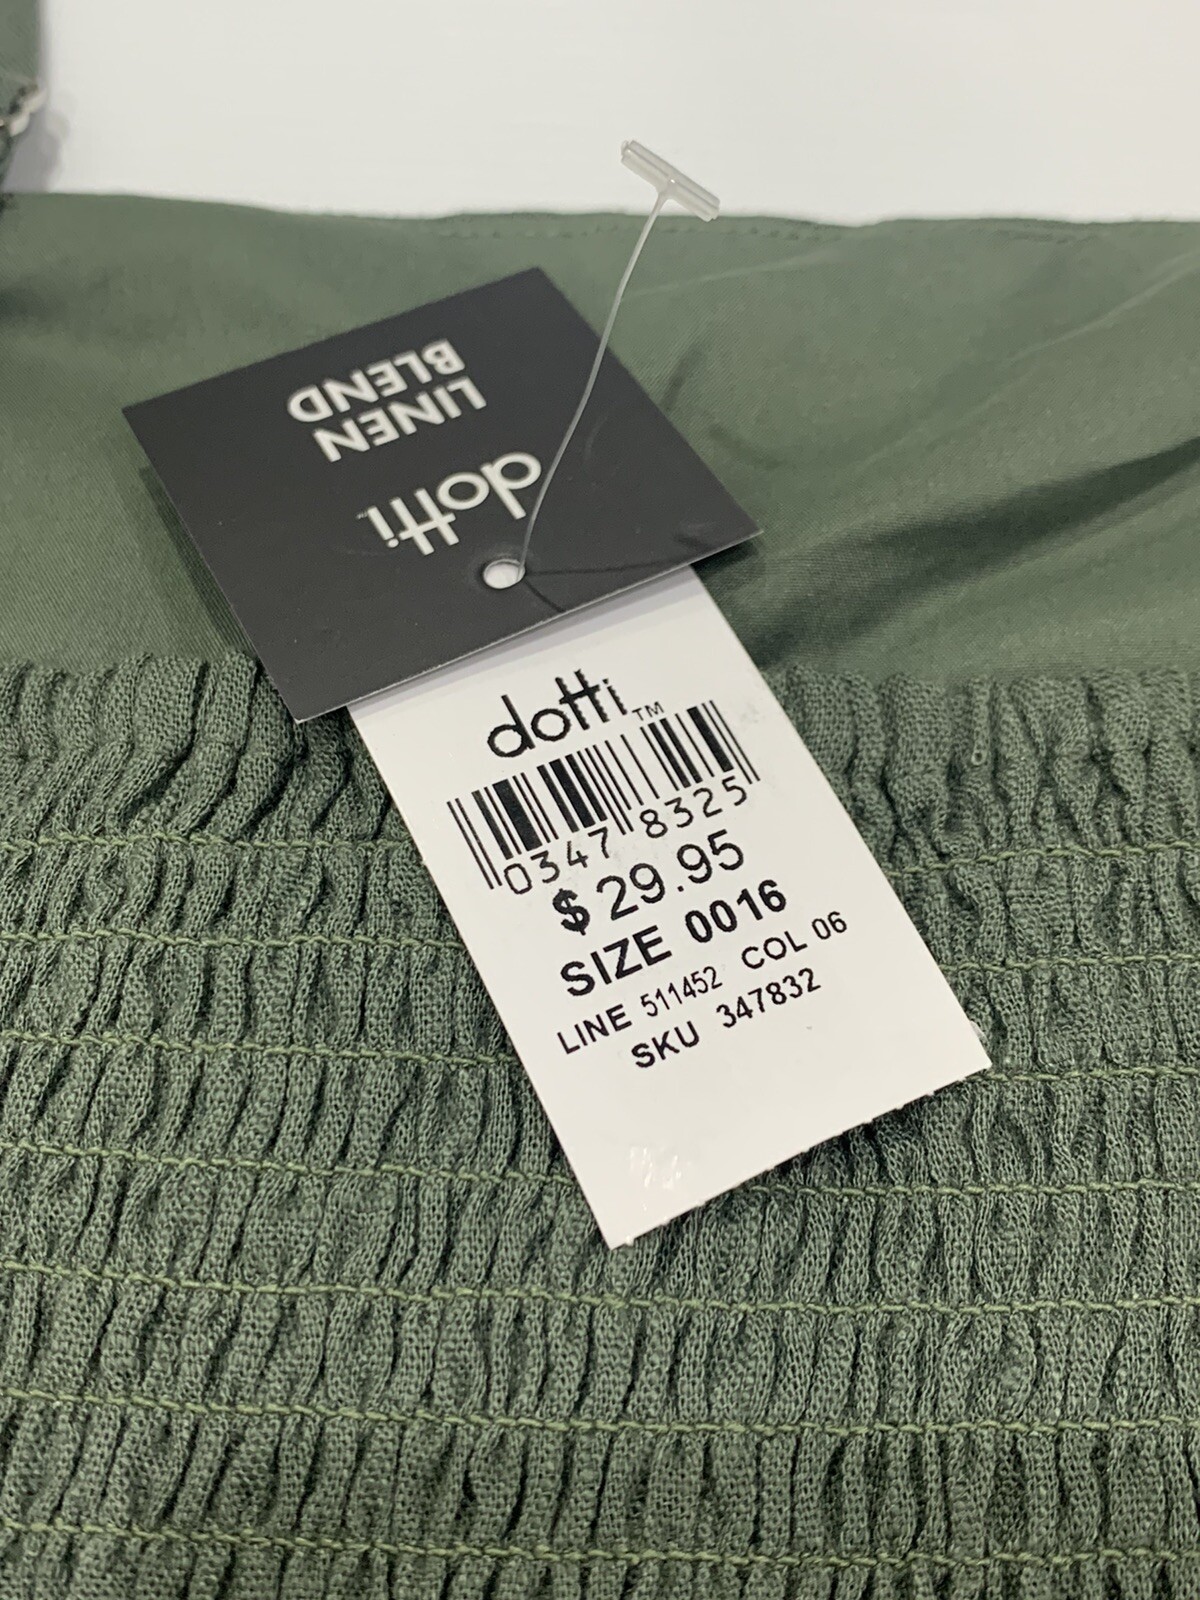 dotti
LINEN
BLEND
dotti™
0347 8325
$29.95
SIZE 0016
LINE 511452 COL 06
SKU 347832